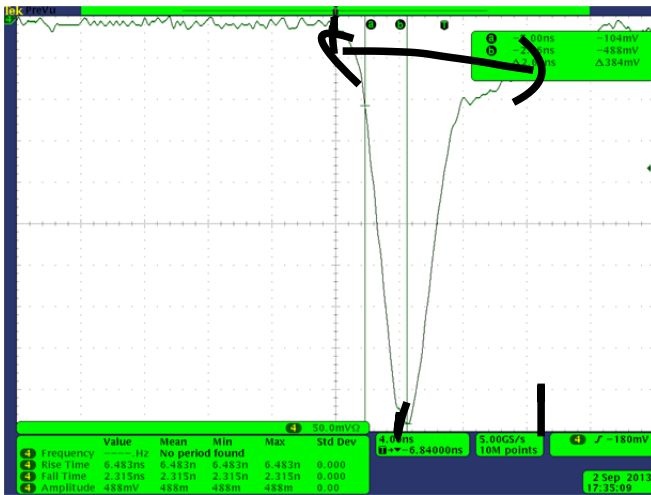 Tek PreVu
a b T
a −104mV
b −488mV
Δ384mV
4 50.0mVΩ
Value Mean Min Max Std Dev
4 Frequency ––––.Hz No period found
4 Rise Time 6.483ns 6.483n 6.483n 6.483n 0.000
4 Fall Time 2.315ns 2.315n 2.315n 2.315n 0.000
4 Amplitude 488mV 488m 488m 488m 0.00
T→▼−6.84000ns
5.00GS/s
10M points
4 ∫ −180mV
2 Sep 2013
17:35:09